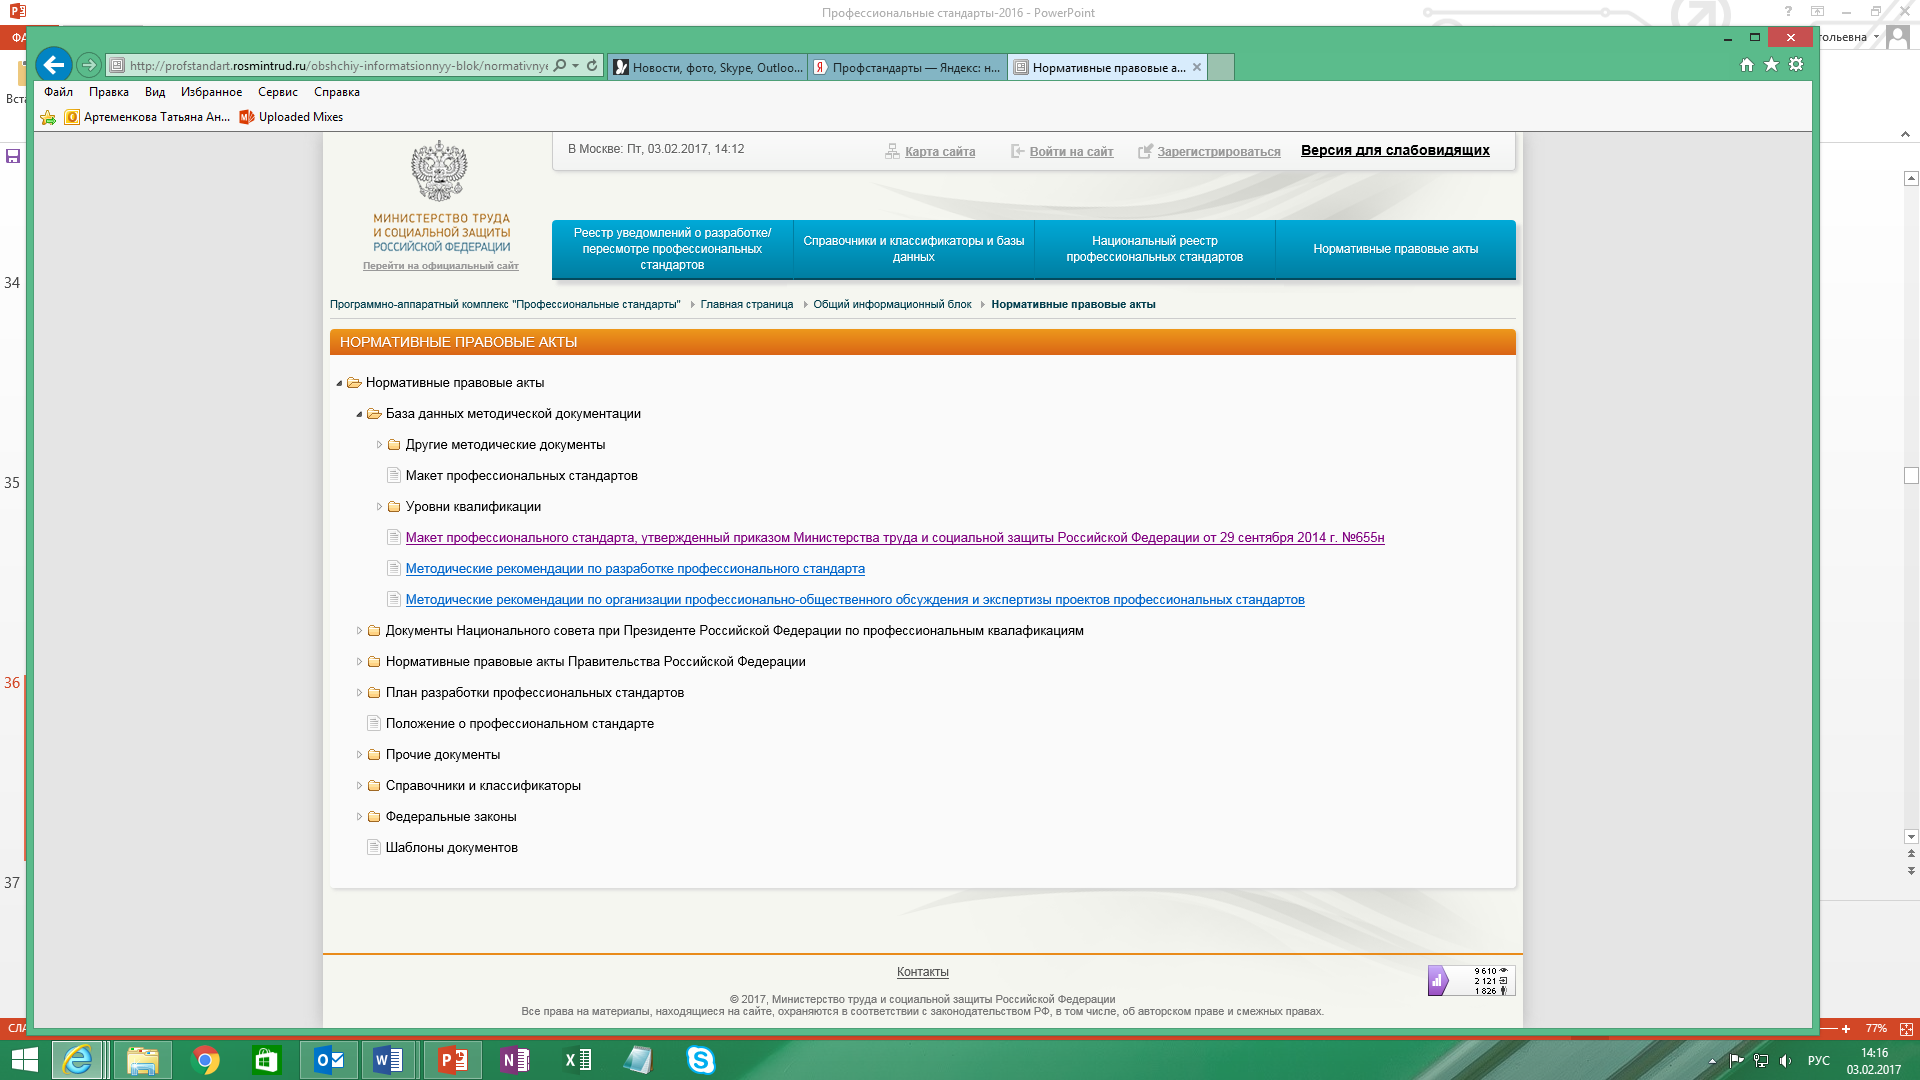 Профессиональные стандарты-2016 - PowerPoint
http://profstandart.rosmintrud.ru/obshchiy-informatsionnyy-blok/normativnye
Новости, фото, Skype, Outloo...
Профстандарты — Яндекс: н...
Нормативные правовые а...
Файл Правка Вид Избранное Сервис Справка
Артеменкова Татьяна Ан... Uploaded Mixes
В Москве: Пт, 03.02.2017, 14:12
Карта сайта Войти на сайт Зарегистрироваться Версия для слабовидящих
МИНИСТЕРСТВО ТРУДА
И СОЦИАЛЬНОЙ ЗАЩИТЫ
РОССИЙСКОЙ ФЕДЕРАЦИИ
Перейти на официальный сайт
Реестр уведомлений о разработке/
пересмотре профессиональных
стандартов
Справочники и классификаторы и базы
данных
Национальный реестр
профессиональных стандартов
Нормативные правовые акты
Программно-аппаратный комплекс "Профессиональные стандарты" Главная страница Общий информационный блок Нормативные правовые акты
НОРМАТИВНЫЕ ПРАВОВЫЕ АКТЫ
Нормативные правовые акты
База данных методической документации
Другие методические документы
Макет профессиональных стандартов
Уровни квалификации
Макет профессионального стандарта, утвержденный приказом Министерства труда и социальной защиты Российской Федерации от 29 сентября 2014 г. №655н
Методические рекомендации по разработке профессионального стандарта
Методические рекомендации по организации профессионально-общественного обсуждения и экспертизы проектов профессиональных стандартов
Документы Национального совета при Президенте Российской Федерации по профессиональным квалафикациям
Нормативные правовые акты Правительства Российской Федерации
План разработки профессиональных стандартов
Положение о профессиональном стандарте
Прочие документы
Справочники и классификаторы
Федеральные законы
Шаблоны документов
Контакты
9 610
2 121
1 826
© 2017, Министерство труда и социальной защиты Российской Федерации
Все права на материалы, находящиеся на сайте, охраняются в соответствии с законодательством РФ, в том числе, об авторском праве и смежных правах.
ФА
Вста
34
35
36
37
СЛА
тольевна
77%
РУС
14:16
03.02.2017